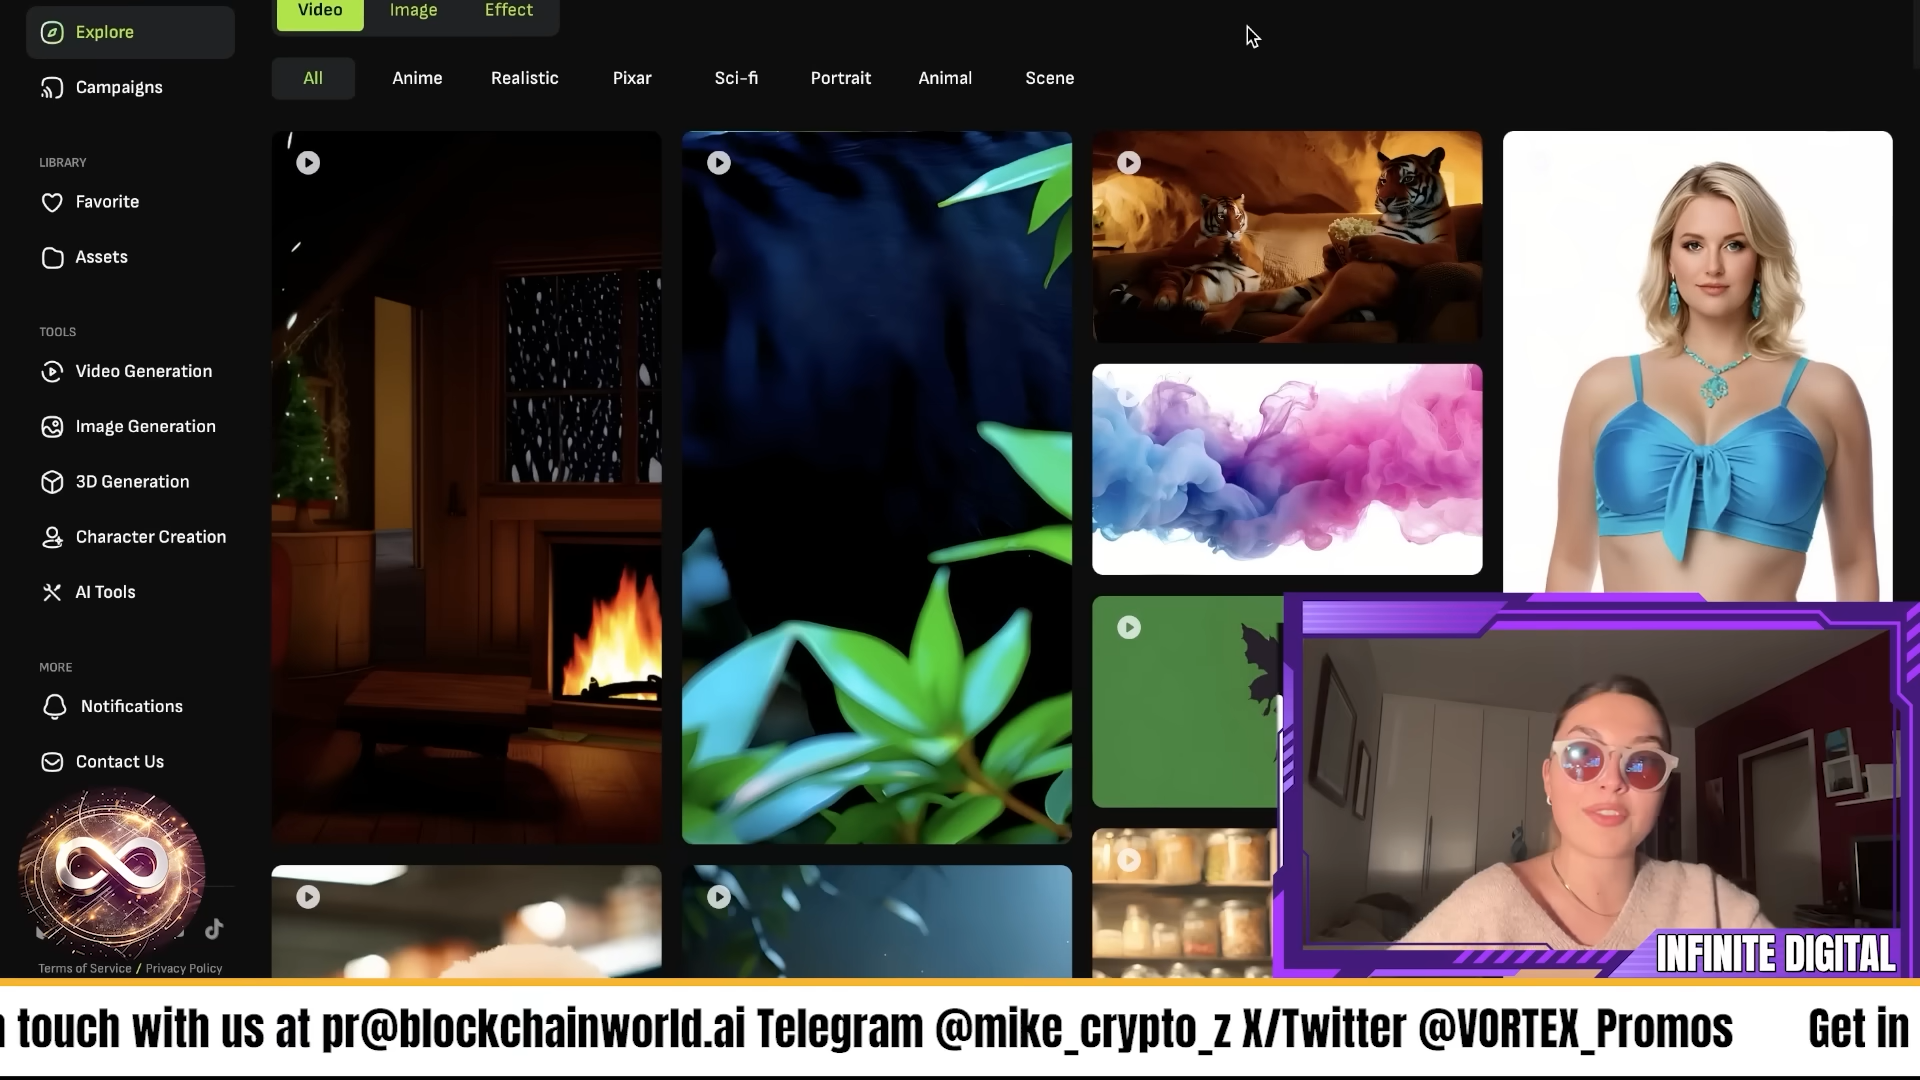 Explore
Campaigns
LIBRARY
Favorite
Assets
TOOLS
Video Generation
Image Generation
3D Generation
Character Creation
AI Tools
MORE
Notifications
Contact Us
Terms of Service / Privacy Policy
Video Image Effect
All Anime Realistic Pixar Sci-fi Portrait Animal Scene
INFINITE DIGITAL
touch with us at pr@blockchainworld.ai Telegram @mike_crypto_z X/Twitter @VORTEX_Promos Get in